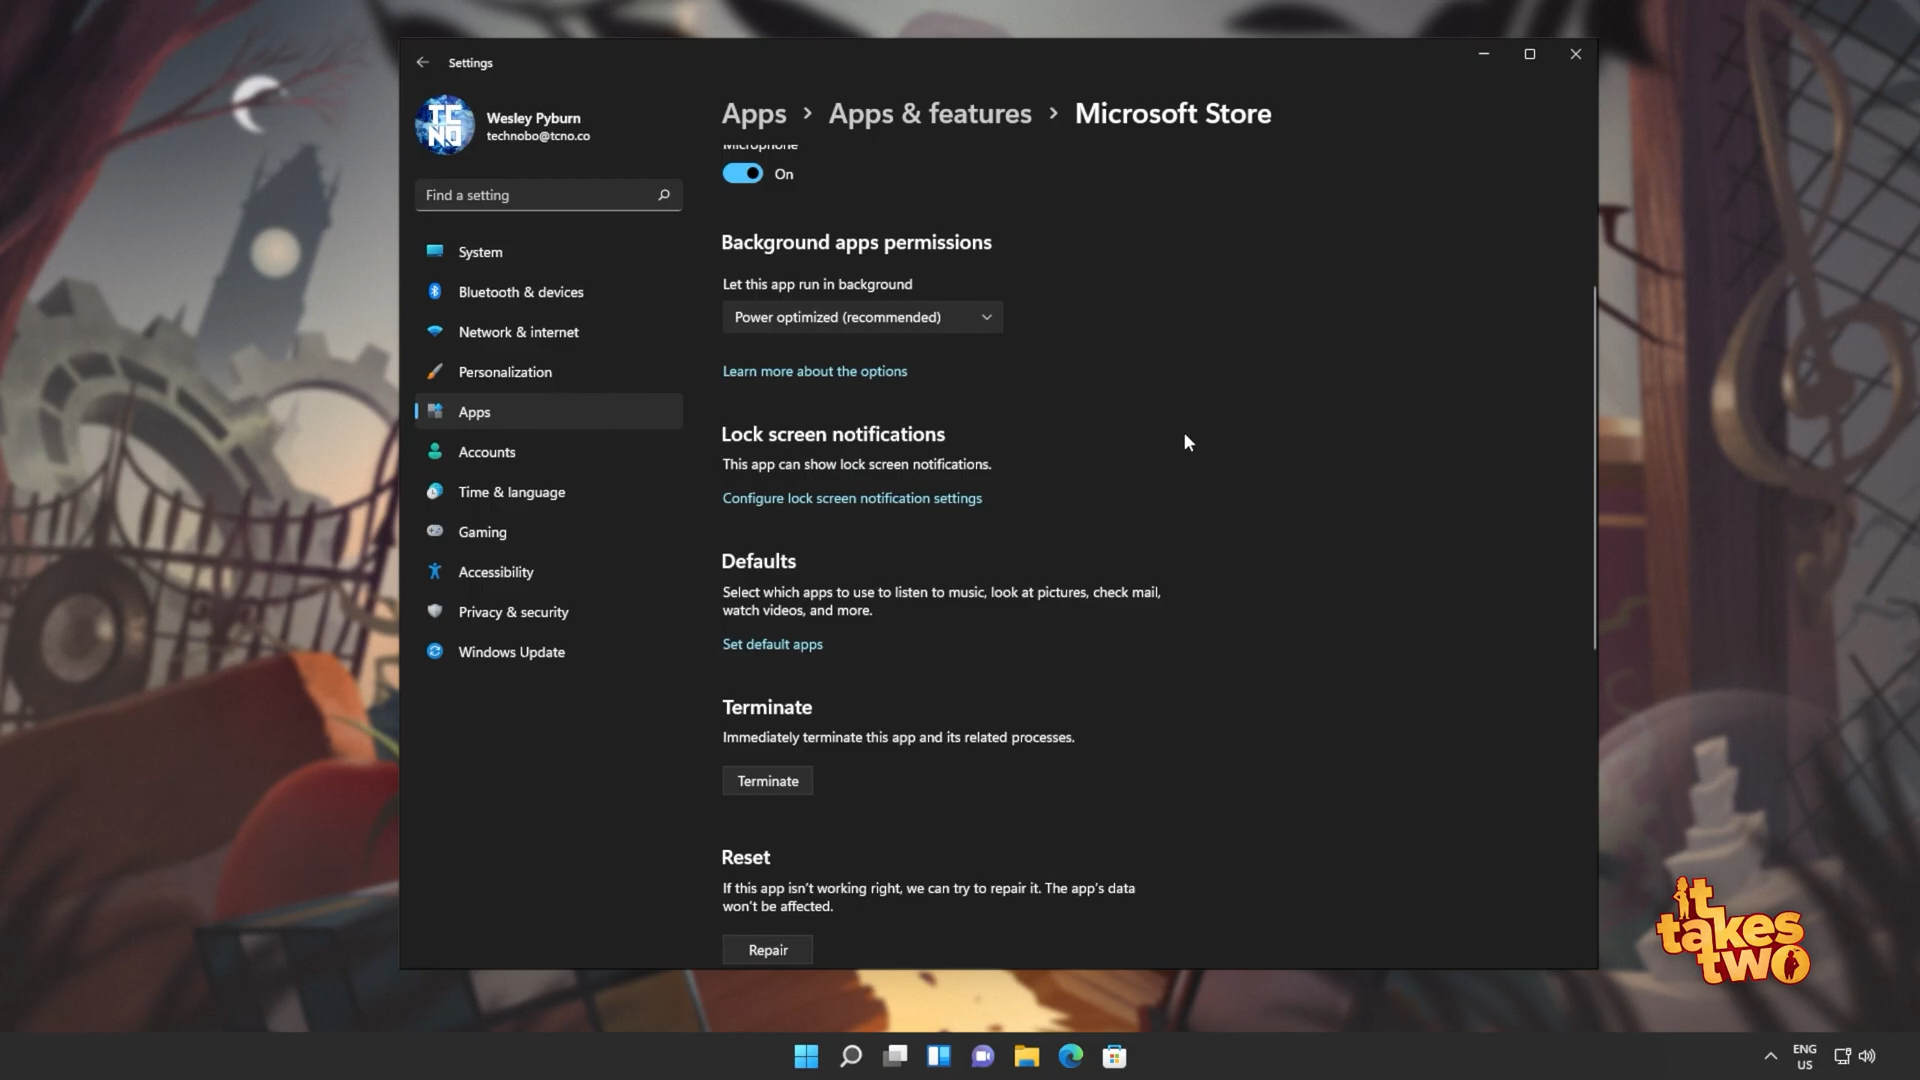 Settings
Wesley Pyburn
technobo@tcno.co
Find a setting
System
Bluetooth & devices
Network & internet
Personalization
Apps
Accounts
Time & language
Gaming
Accessibility
Privacy & security
Windows Update
Apps > Apps & features > Microsoft Store
Microphone
On
Background apps permissions
Let this app run in background
Power optimized (recommended)
Learn more about the options
Lock screen notifications
This app can show lock screen notifications.
Configure lock screen notification settings
Defaults
Select which apps to use to listen to music, look at pictures, check mail,
watch videos, and more.
Set default apps
Terminate
Immediately terminate this app and its related processes.
Terminate
Reset
If this app isn't working right, we can try to repair it. The app's data
won't be affected.
Repair
it
takes
two
ENG
US
TC
NO